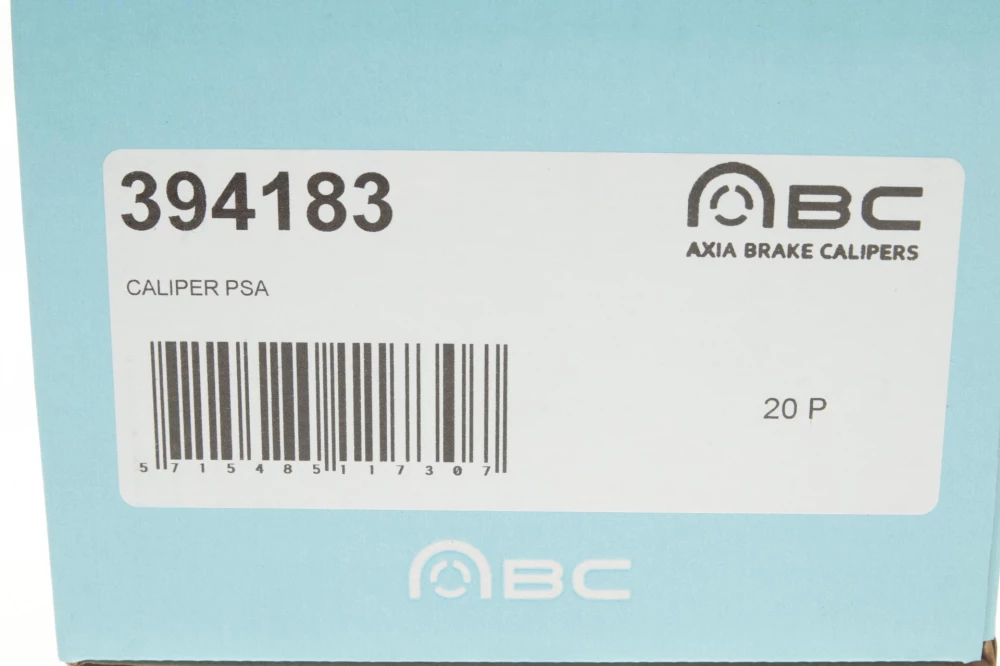 394183
ABC
AXIA BRAKE CALIPERS
CALIPER PSA
20 P
5 715485 117307
ABC